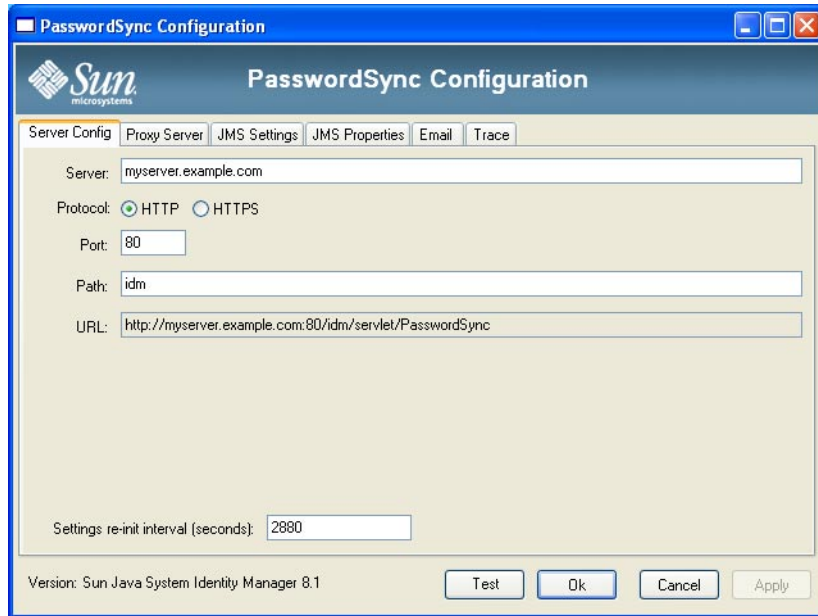 PasswordSync Configuration
Sun
microsystems
PasswordSync Configuration
Server Config Proxy Server JMS Settings JMS Properties Email Trace
Server: myserver.example.com
Protocol: HTTP HTTPS
Port: 80
Path: idm
URL: http://myserver.example.com:80/idm/servlet/PasswordSync
Settings re-init interval (seconds): 2880
Version: Sun Java System Identity Manager 8.1 Test Ok Cancel Apply